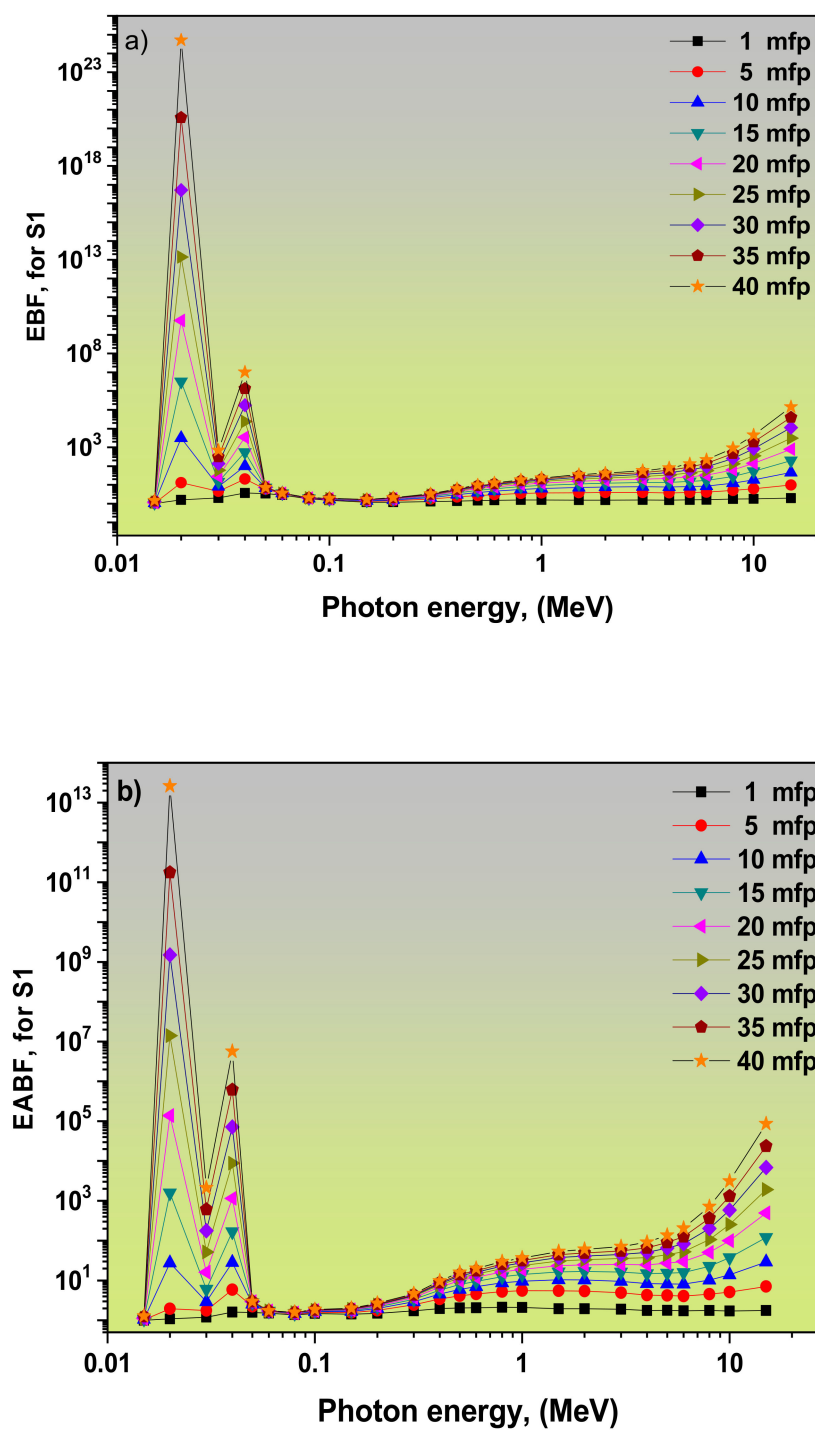 a)
EBF, for S1
10^23
10^18
10^13
10^8
10^3
1 mfp
5 mfp
10 mfp
15 mfp
20 mfp
25 mfp
30 mfp
35 mfp
40 mfp
0.01
0.1
1
10
Photon energy, (MeV)
b)
EABF, for S1
10^13
10^11
10^9
10^7
10^5
10^3
10^1
1 mfp
5 mfp
10 mfp
15 mfp
20 mfp
25 mfp
30 mfp
35 mfp
40 mfp
0.01
0.1
1
10
Photon energy, (MeV)